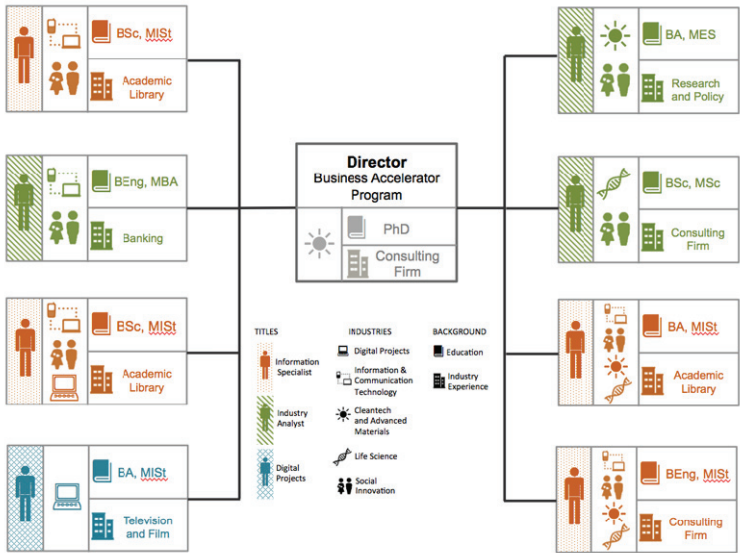 BSc, MISt
Academic
Library
BEng, MBA
Banking
BSc, MISt
Academic
Library
BA, MISt
Television
and Film
Director
Business Accelerator
Program
PhD
Consulting
Firm
TITLES
Information
Specialist
Industry
Analyst
Digital
Projects
INDUSTRIES
Digital Projects
Information &
Communication
Technology
Cleantech
and Advanced
Materials
Life Science
Social
Innovation
BACKGROUND
Education
Industry
Experience
BA, MES
Research
and Policy
BSc, MSc
Consulting
Firm
BA, MISt
Academic
Library
BEng, MISt
Consulting
Firm